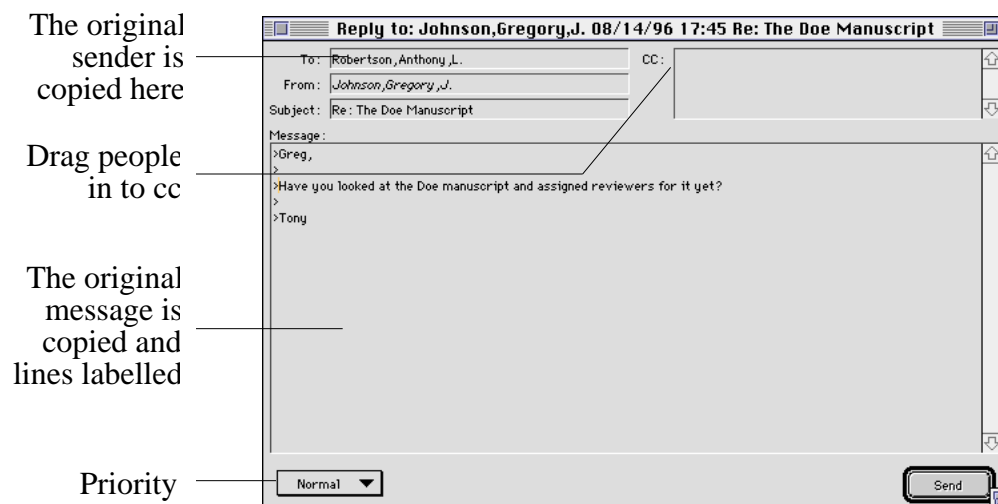 The original
sender is
copied here
Drag people
in to cc
The original
message is
copied and
lines labelled
Priority
Reply to: Johnson,Gregory,J. 08/14/96 17:45 Re: The Doe Manuscript
To: Robertson,Anthony,L.
CC:
From: Johnson,Gregory,J.
Subject: Re: The Doe Manuscript
Message:
>Greg,
>
>Have you looked at the Doe manuscript and assigned reviewers for it yet?
>
>Tony
Normal
Send